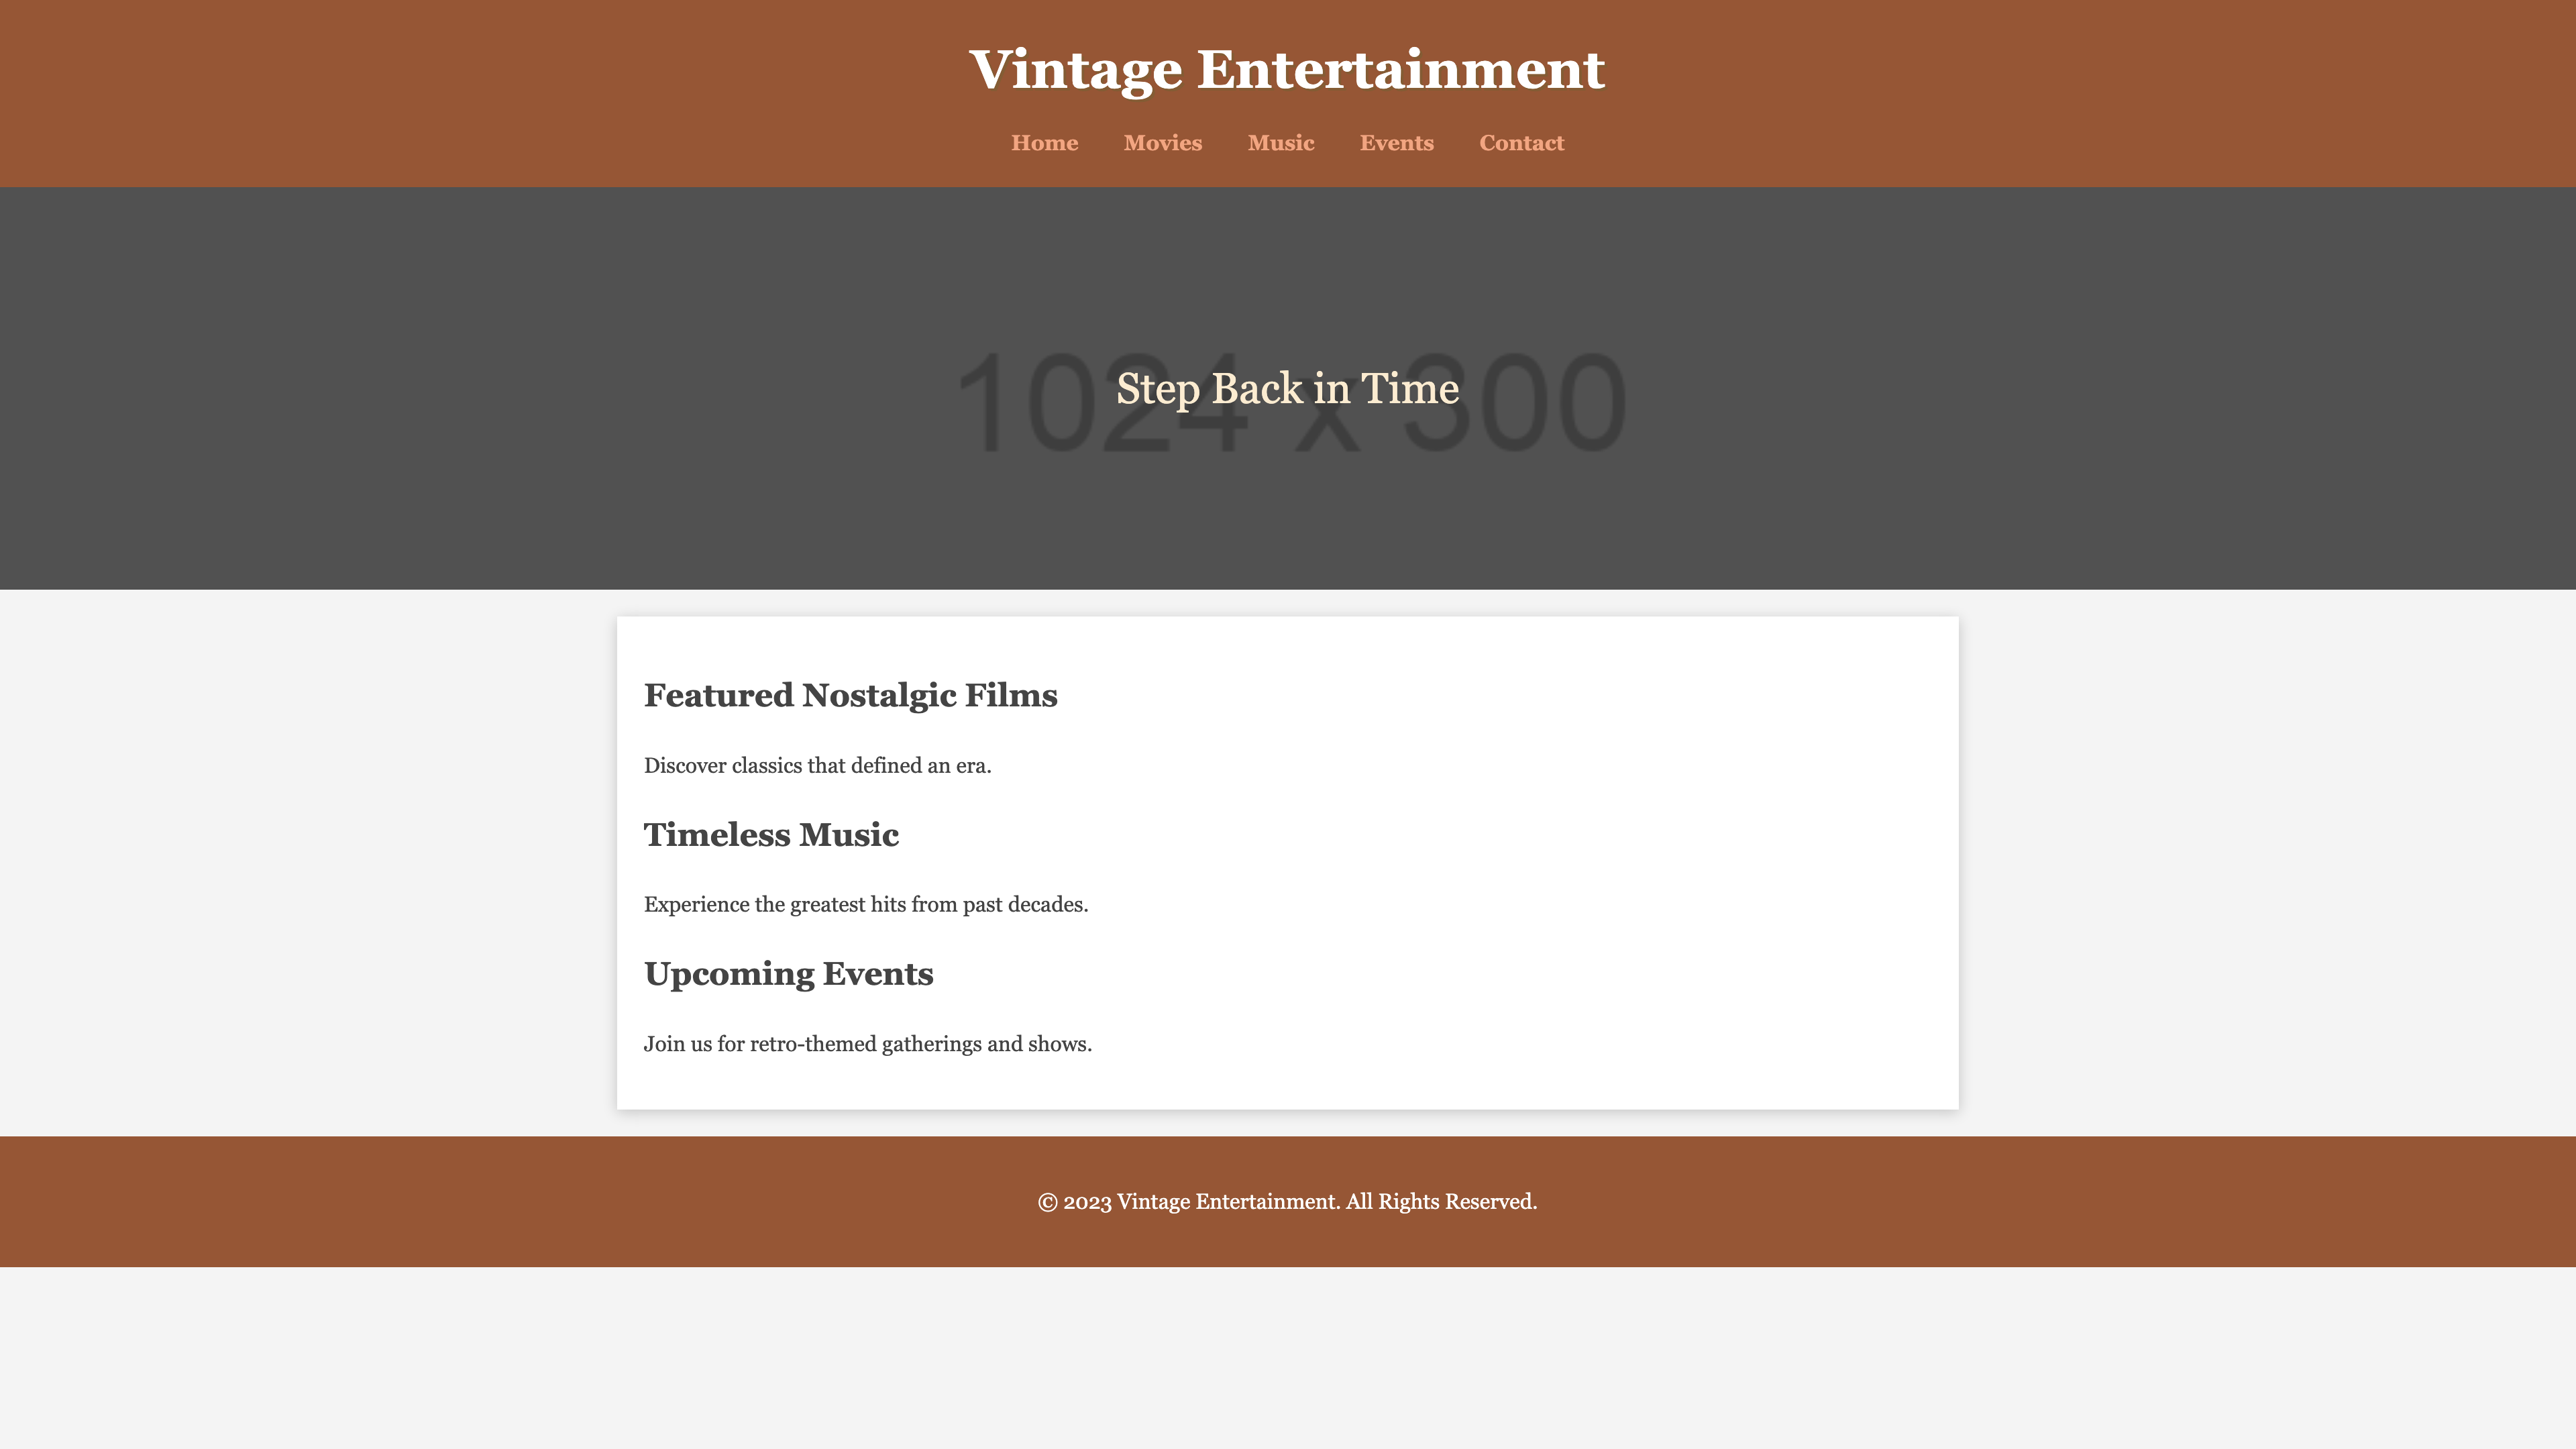 Vintage Entertainment
Home Movies Music Events Contact
1024 x 300
Step Back in Time
Featured Nostalgic Films
Discover classics that defined an era.
Timeless Music
Experience the greatest hits from past decades.
Upcoming Events
Join us for retro-themed gatherings and shows.
© 2023 Vintage Entertainment. All Rights Reserved.